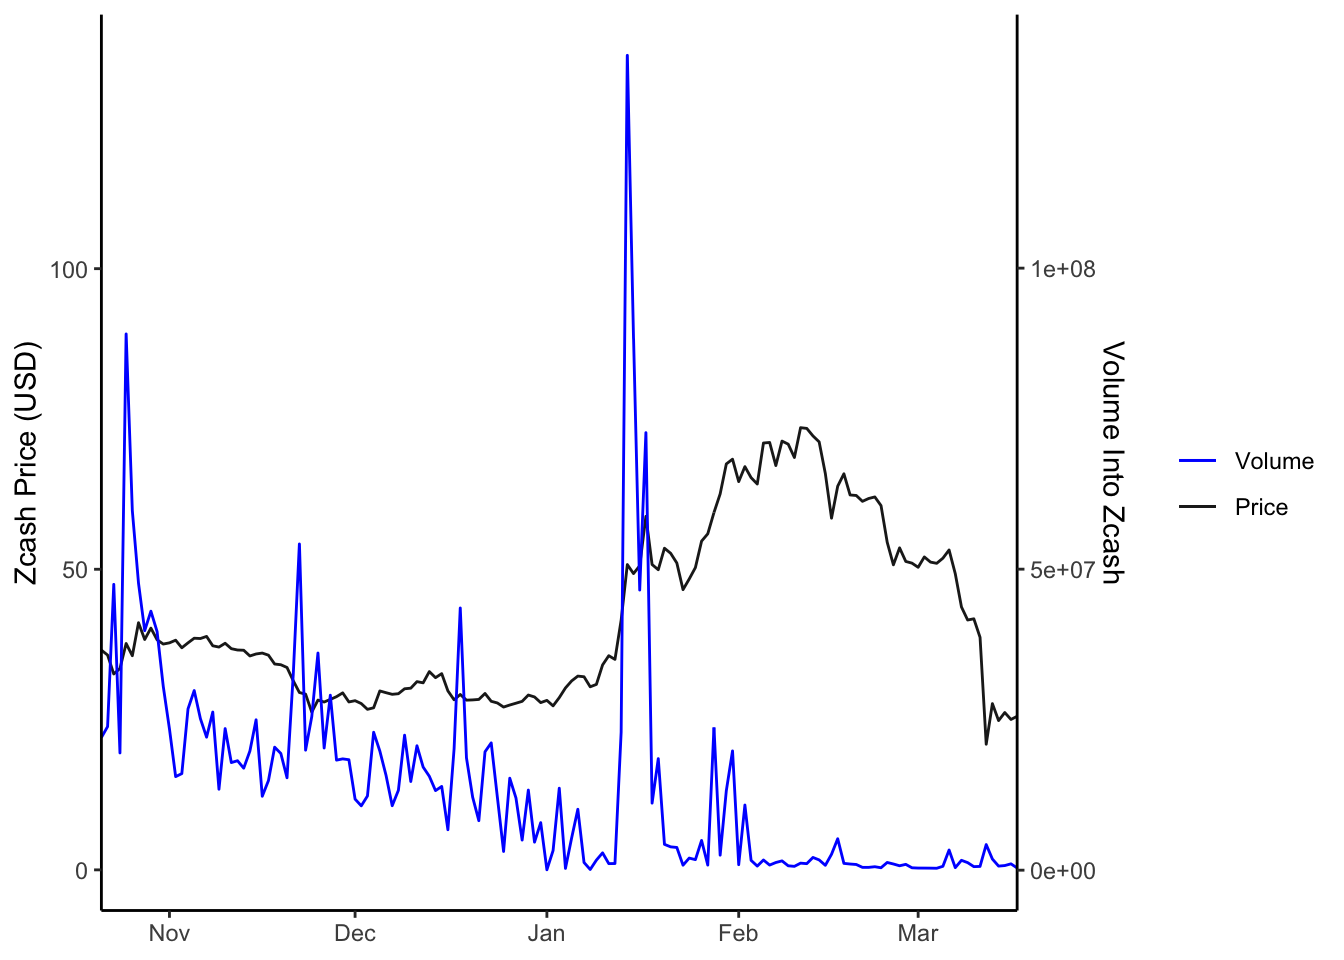 Zcash Price (USD)
100
50
0
Nov
Dec
Jan
Feb
Mar
1e+08
5e+07
0e+00
Volume Into Zcash
Volume
Price